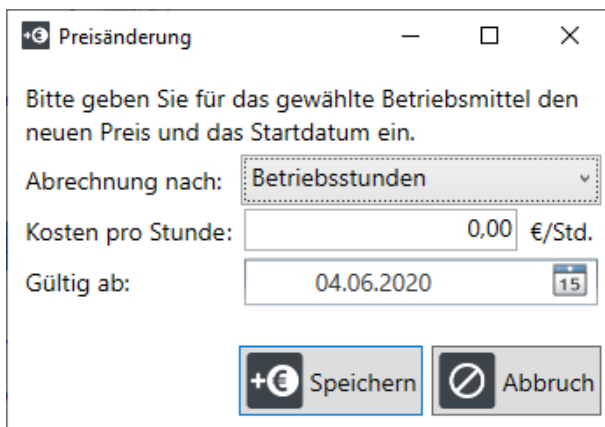 +€ Preisänderung
Bitte geben Sie für das gewählte Betriebsmittel den
neuen Preis und das Startdatum ein.
Abrechnung nach: Betriebsstunden
Kosten pro Stunde: 0,00 €/Std.
Gültig ab: 04.06.2020 15
+€ Speichern Abbruch